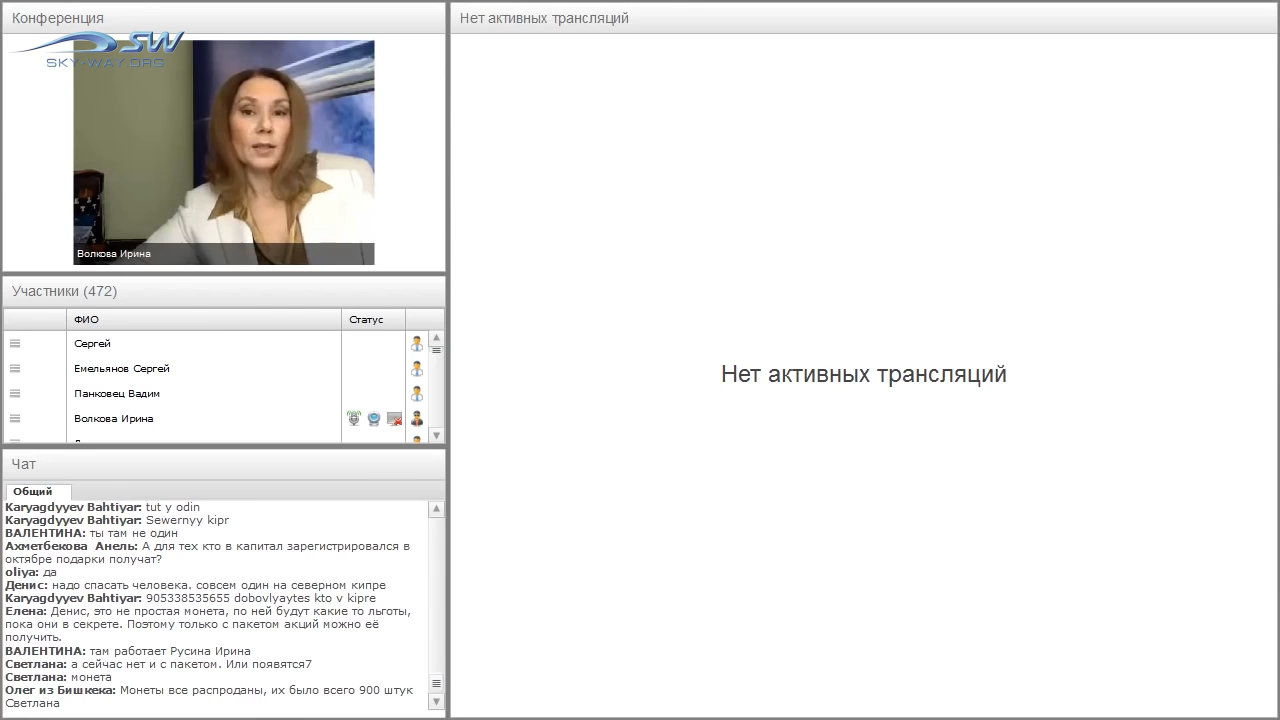 Конференция
SW
SKY-WAY.ORG
Волкова Ирина
Участники (472)
ФИО
Статус
Сергей
Емельянов Сергей
Панковец Вадим
Волкова Ирина
Чат
Общий
Karyagdyyev Bahtiyar: tut y odin
Karyagdyyev Bahtiyar: Sewernyy kipr
ВАЛЕНТИНА: ты там не один
Ахметбекова Анель: А для тех кто в капитал зарегистрировался в
октябре подарки получат?
oliya: да
Денис: надо спасать человека. совсем один на северном кипре
Karyagdyyev Bahtiyar: 905338535655 dobovlyaytes kto v kipre
Елена: Денис, это не простая монета, по ней будут какие то льготы,
пока они в секрете. Поэтому только с пакетом акций можно её
получить.
ВАЛЕНТИНА: там работает Русина Ирина
Светлана: а сейчас нет и с пакетом. Или появятся7
Светлана: монета
Олег из Бишкека: Монеты все распроданы, их было всего 900 штук
Светлана
Нет активных трансляций
Нет активных трансляций